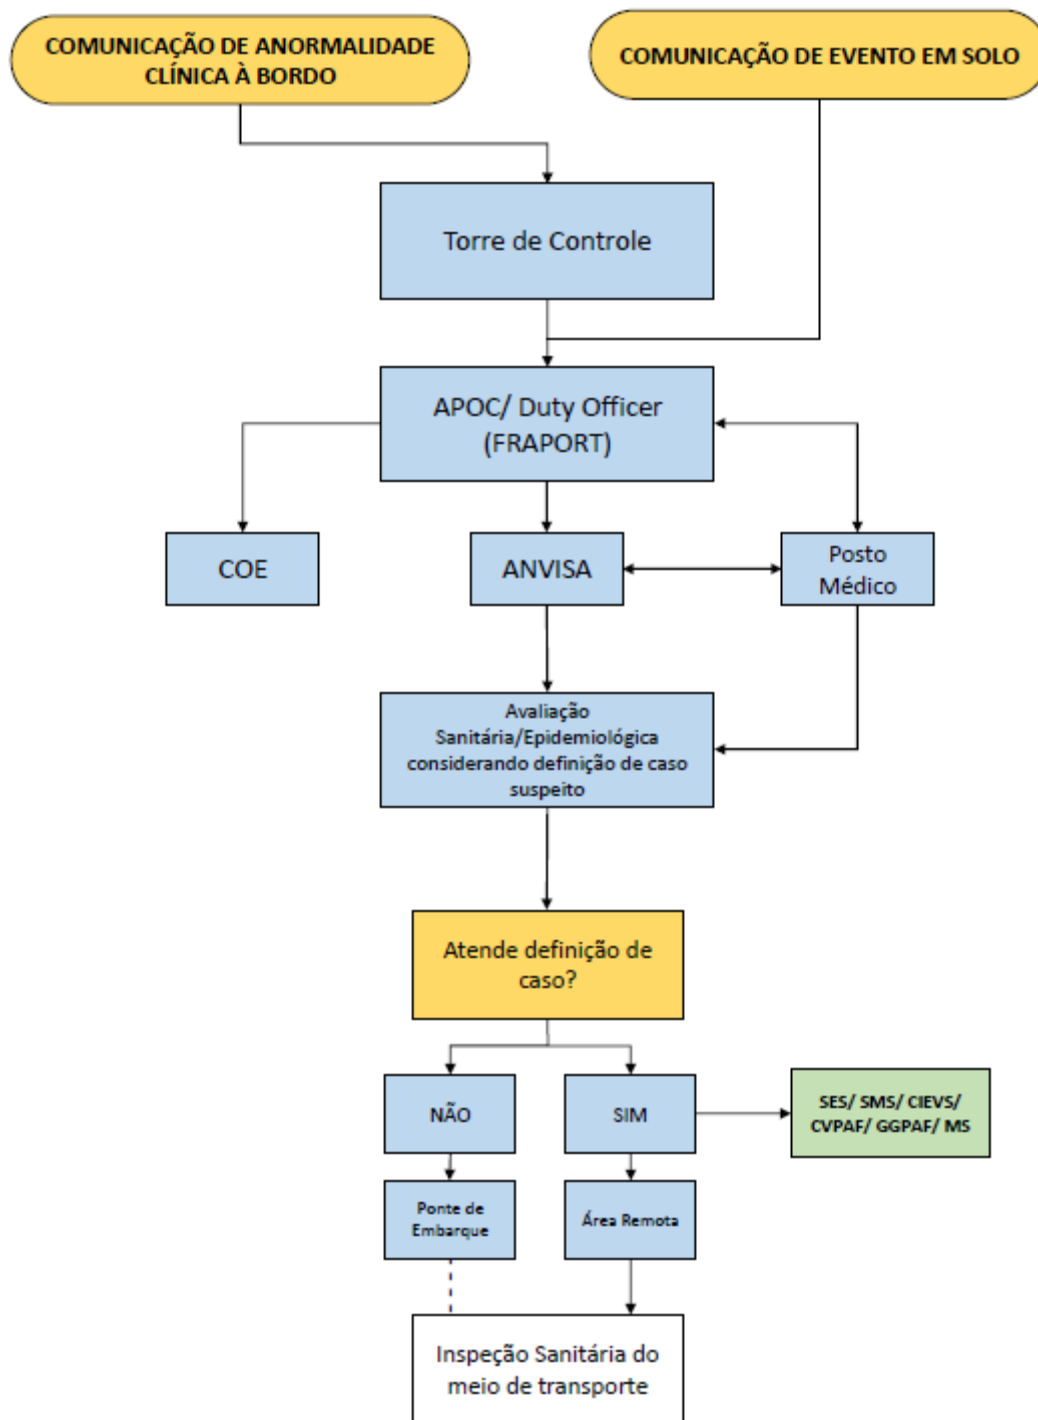 COMUNICAÇÃO DE ANORMALIDADE
CLÍNICA À BORDO
COMUNICAÇÃO DE EVENTO EM SOLO
Torre de Controle
APOC/ Duty Officer
(FRAPORT)
COE
ANVISA
Posto
Médico
Avaliação
Sanitária/Epidemiológica
considerando definição de caso
suspeito
Atende definição de
caso?
NÃO
SIM
SES/ SMS/ CIEVS/
CVPAF/ GGPAF/ MS
Ponte de
Embarque
Área Remota
Inspeção Sanitária do
meio de transporte